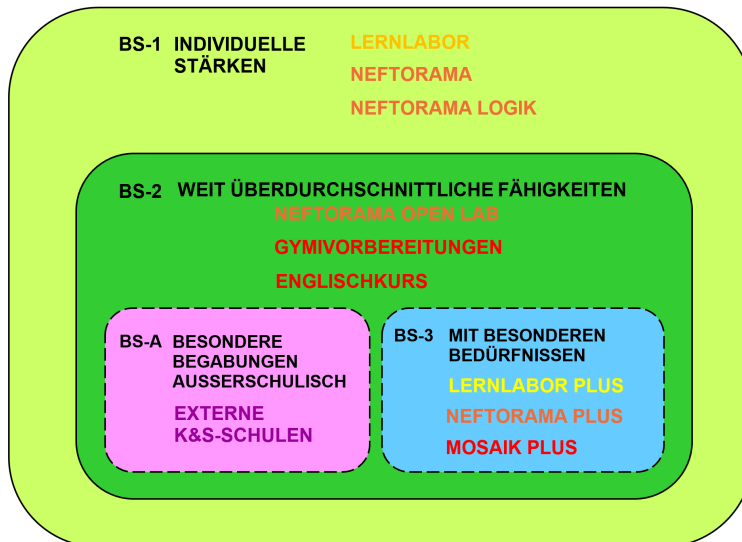 BS-1 INDIVIDUELLE
STÄRKEN
LERNLABOR
NEFTORAMA
NEFTORAMA LOGIK
BS-2 WEIT ÜBERDURCHSCHNITTLICHE FÄHIGKEITEN
NEFTORAMA OPEN LAB
GYMIVORBEREITUNGEN
ENGLISCHKURS
BS-A BESONDERE
BEGABUNGEN
AUSSERSCHULISCH
EXTERNE
K&S-SCHULEN
BS-3 MIT BESONDEREN
BEDÜRFNISSEN
LERNLABOR PLUS
NEFTORAMA PLUS
MOSAIK PLUS